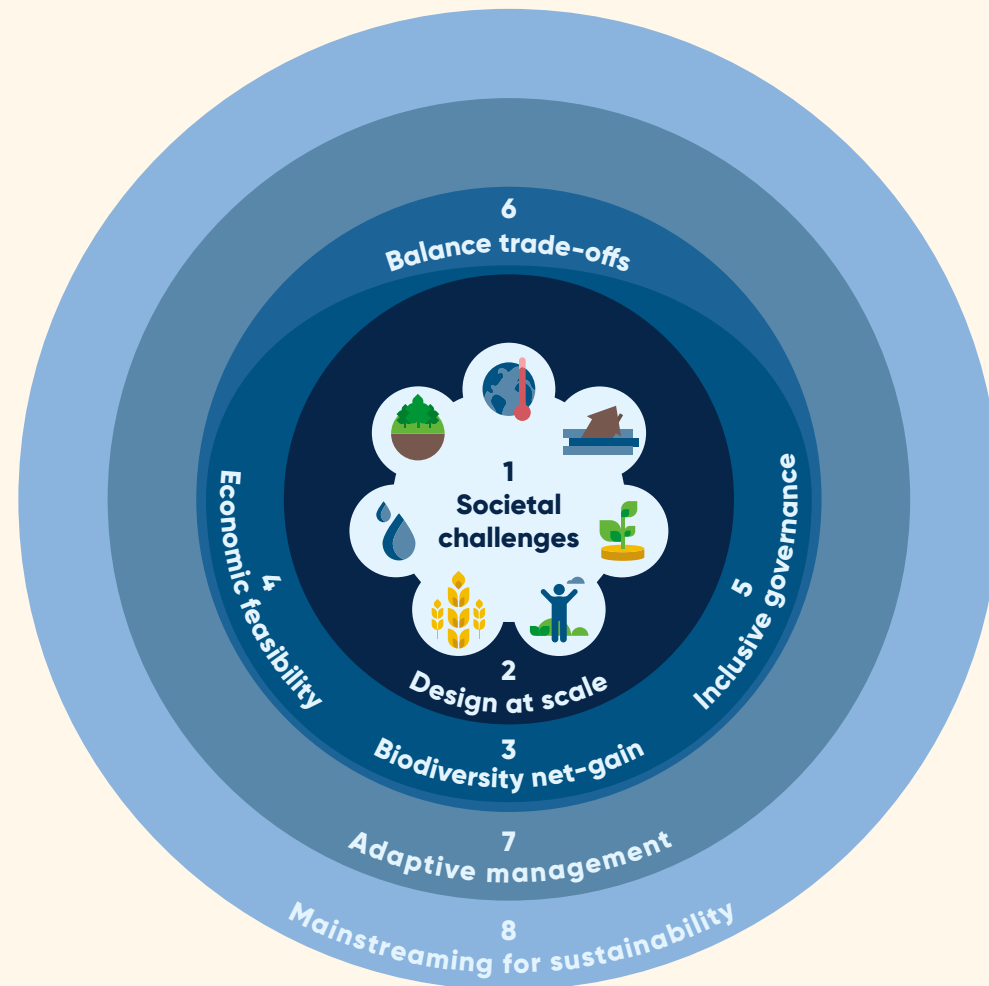 6
Balance trade-offs
1
Societal
challenges
4
Economic feasibility
5
Inclusive governance
2
Design at scale
3
Biodiversity net-gain
7
Adaptive management
8
Mainstreaming for sustainability